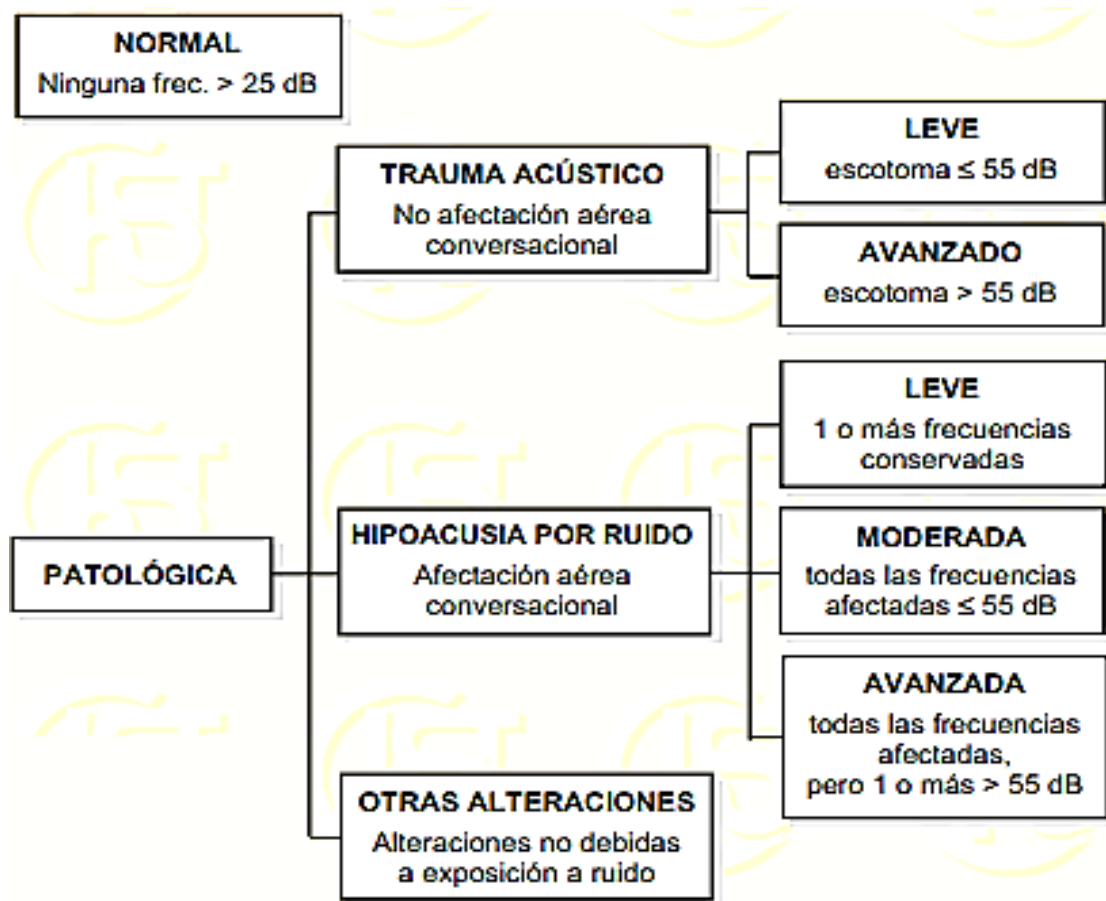 NORMAL
Ninguna frec. > 25 dB
TRAUMA ACÚSTICO
No afectación aérea
conversacional
LEVE
escotoma ≤ 55 dB
AVANZADO
escotoma > 55 dB
PATOLÓGICA
HIPOACUSIA POR RUIDO
Afectación aérea
conversacional
LEVE
1 o más frecuencias
conservadas
MODERADA
todas las frecuencias
afectadas ≤ 55 dB
AVANZADA
todas las frecuencias
afectadas,
pero 1 o más > 55 dB
OTRAS ALTERACIONES
Alteraciones no debidas
a exposición a ruido